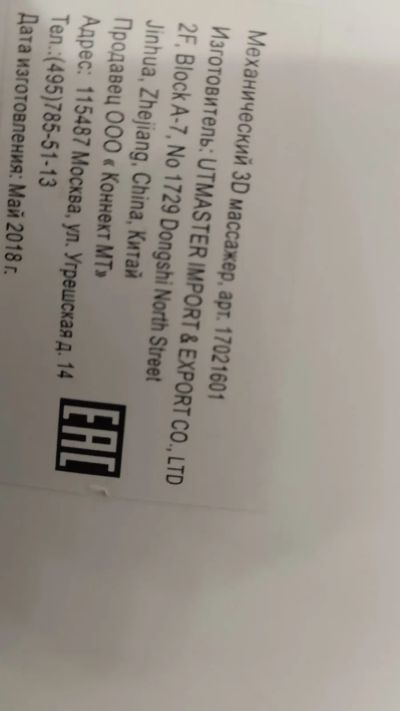 Механический 3D массажер, арт. 17021601
Изготовитель: UTMASTER IMPORT & EXPORT CO., LTD
2F, Block A-7, No 1729 Dongshi North Street
Jinhua, Zhejiang, China, Китай
Продавец ООО « Коннект МТ»
Адрес: 115487 Москва, ул. Угрешская д. 14
Тел..:(495)785-51-13
Дата изготовления: Май 2018 г.
EAC